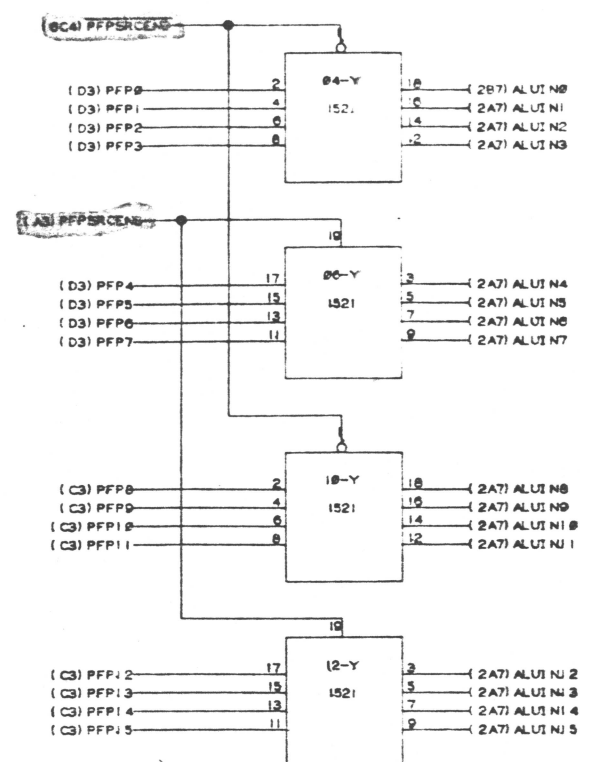 (6C4) PFPSRCEN0
1
04-Y
(D3) PFP0 2 18 (2B7) ALUIN0
(D3) PFP1 4 1521 16 (2A7) ALUIN1
(D3) PFP2 6 14 (2A7) ALUIN2
(D3) PFP3 8 12 (2A7) ALUIN3
(A3) PFPSRCEN0
19
06-Y
(D3) PFP4 17 3 (2A7) ALUIN4
(D3) PFP5 15 1521 5 (2A7) ALUIN5
(D3) PFP6 13 7 (2A7) ALUIN6
(D3) PFP7 11 9 (2A7) ALUIN7
1
10-Y
(C3) PFP8 2 18 (2A7) ALUIN8
(C3) PFP9 4 1521 16 (2A7) ALUIN9
(C3) PFP10 6 14 (2A7) ALUIN10
(C3) PFP11 8 12 (2A7) ALUIN11
19
12-Y
(C3) PFP12 17 3 (2A7) ALUIN12
(C3) PFP13 15 1521 5 (2A7) ALUIN13
(C3) PFP14 13 7 (2A7) ALUIN14
(C3) PFP15 11 9 (2A7) ALUIN15